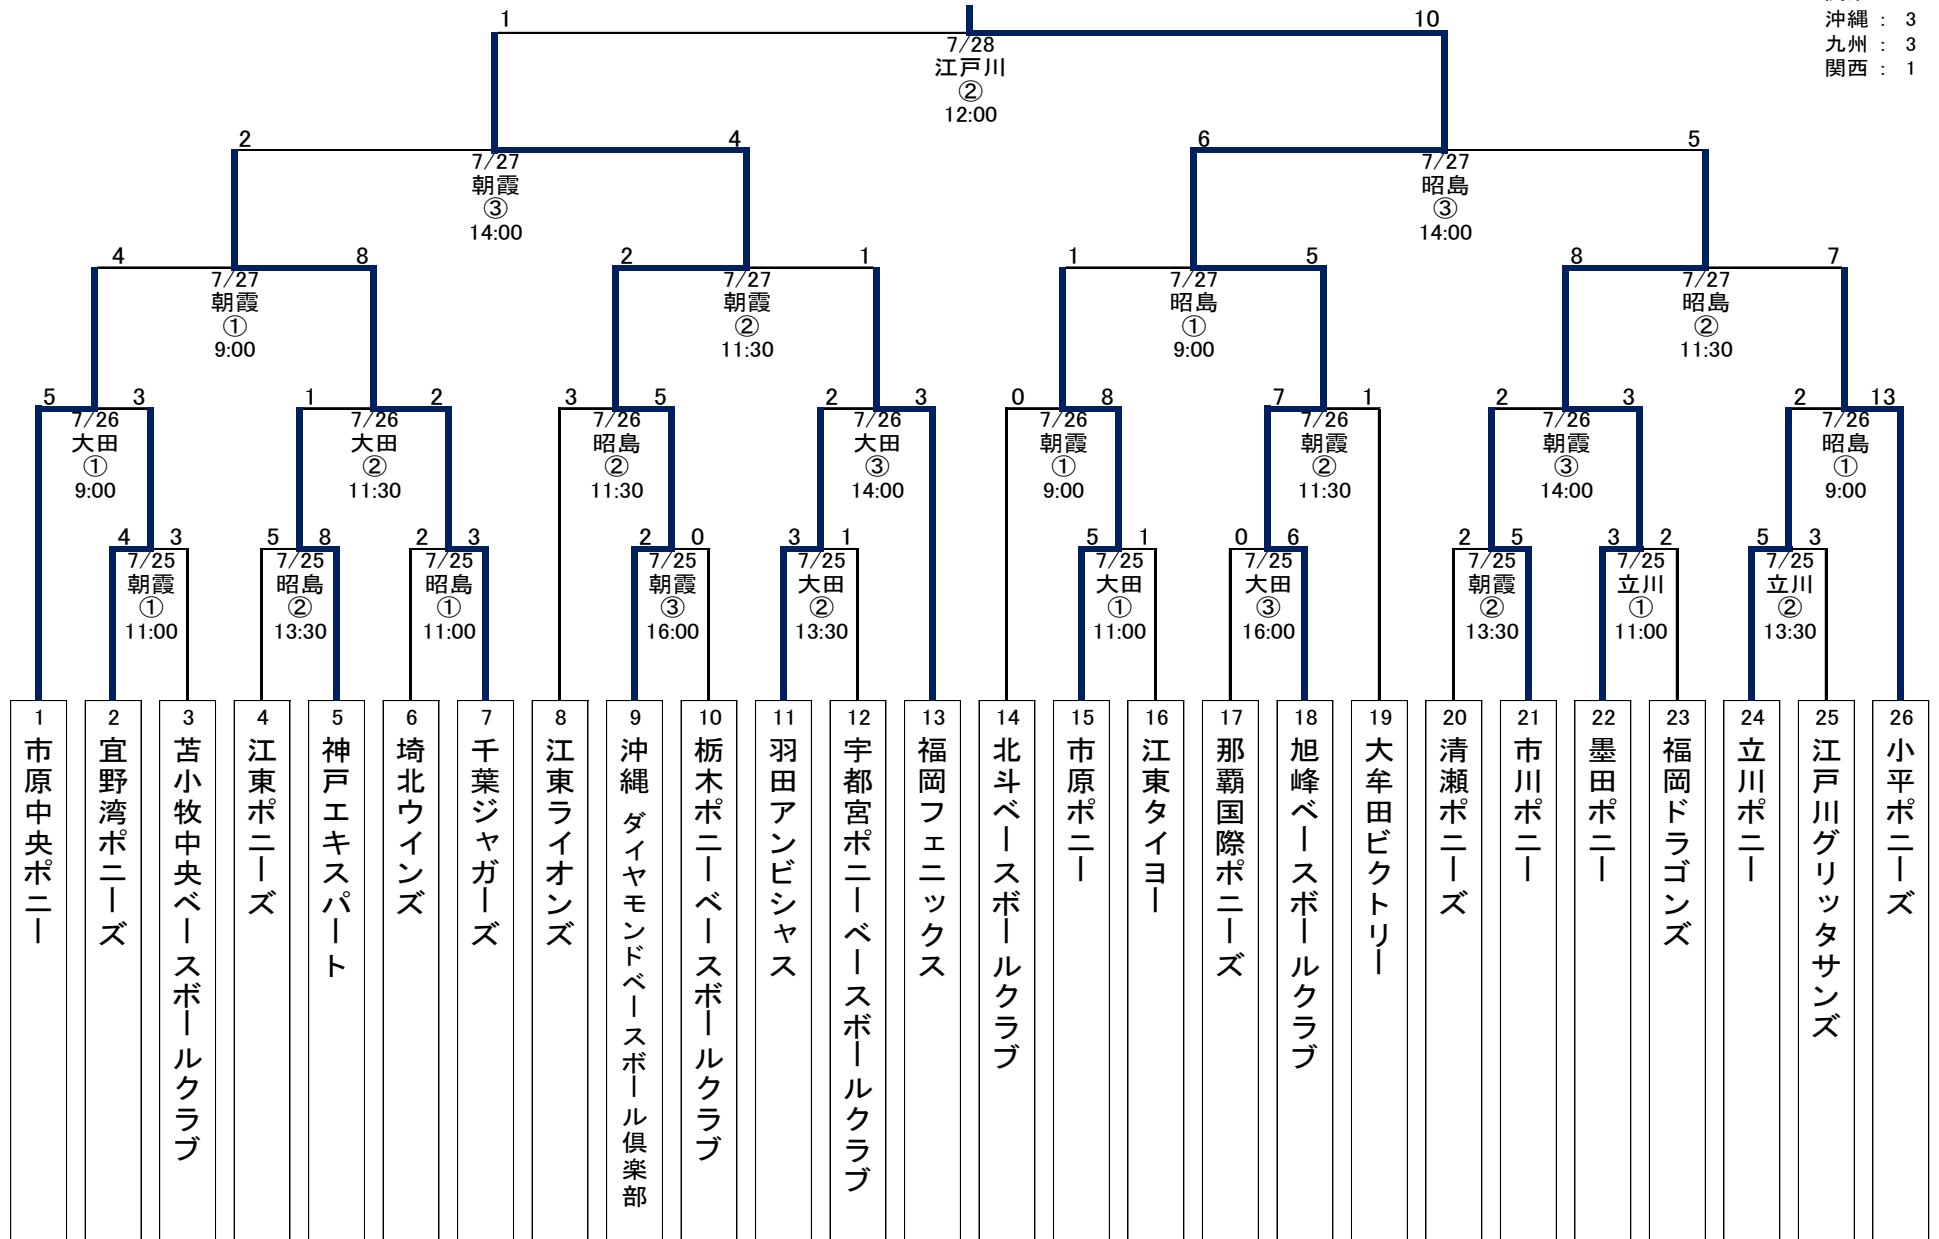 沖縄 : 3
九州 : 3
関西 : 1
1 10
7/28
江戸川
②
12:00
2 4 6 5
7/27 7/27
朝霞 昭島
③ ③
14:00 14:00
4 8 2 1 1 5 8 7
7/27 7/27 7/27 7/27
朝霞 朝霞 昭島 昭島
① ② ① ②
9:00 11:30 9:00 11:30
5 3 1 2 3 5 2 3 0 8 7 1 2 3 2 13
7/26 7/26 7/26 7/26 7/26 7/26 7/26 7/26
大田 大田 昭島 大田 朝霞 朝霞 朝霞 昭島
① ② ② ③ ① ② ③ ①
9:00 11:30 11:30 14:00 9:00 11:30 14:00 9:00
4 3 5 8 2 3 2 0 3 1 5 1 0 6 2 5 3 2 5 3
7/25 7/25 7/25 7/25 7/25 7/25 7/25 7/25 7/25 7/25
朝霞 昭島 昭島 朝霞 大田 大田 大田 朝霞 立川 立川
① ② ① ③ ② ① ③ ② ① ②
11:00 13:30 11:00 16:00 13:30 11:00 16:00 13:30 11:00 13:30
1 市原中央ポニー
2 宜野湾ポニーズ
3 苫小牧中央ベースボールクラブ
4 江東ポニーズ
5 神戸エキスパート
6 埼北ウインズ
7 千葉ジャガーズ
8 江東ライオンズ
9 沖縄 ダイヤモンドベースボール倶楽部
10 栃木ポニーベースボールクラブ
11 羽田アンビシャス
12 宇都宮ポニーベースボールクラブ
13 福岡フェニックス
14 北斗ベースボールクラブ
15 市原ポニー
16 江東タイヨー
17 那覇国際ポニーズ
18 旭峰ベースボールクラブ
19 大牟田ビクトリー
20 清瀬ポニーズ
21 市川ポニー
22 墨田ポニー
23 福岡ドラゴンズ
24 立川ポニー
25 江戸川グリッタサンズ
26 小平ポニーズ